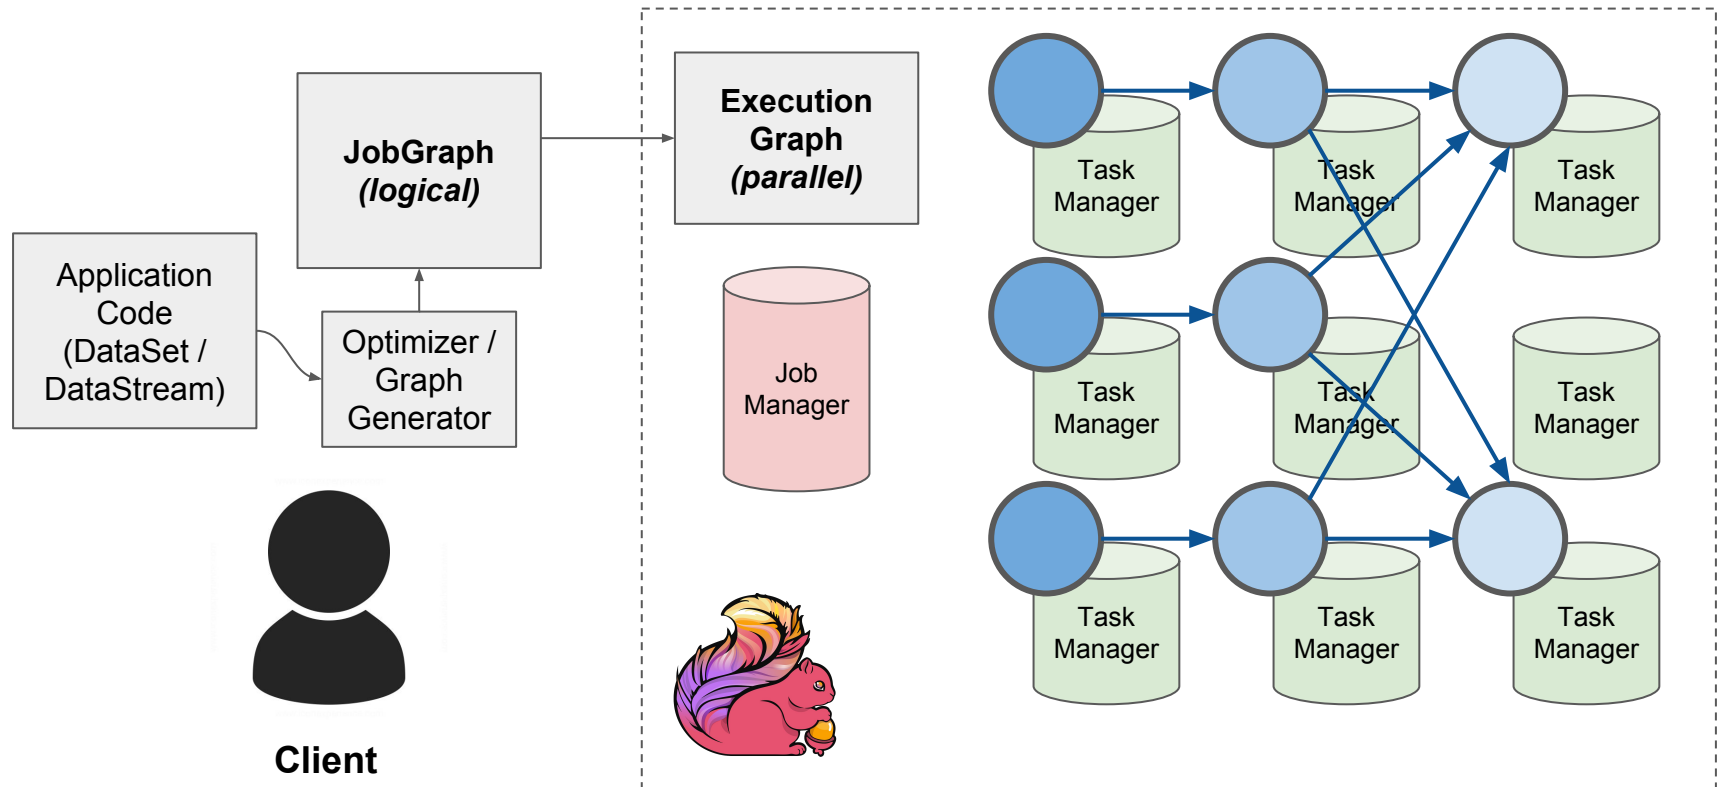 Application
Code
(DataSet /
DataStream)
JobGraph
(logical)
Optimizer /
Graph
Generator
Client
Execution
Graph
(parallel)
Job
Manager
Task
Manager
Task
Manager
Task
Manager
Task
Manager
Task
Manager
Task
Manager
Task
Manager
Task
Manager
Task
Manager